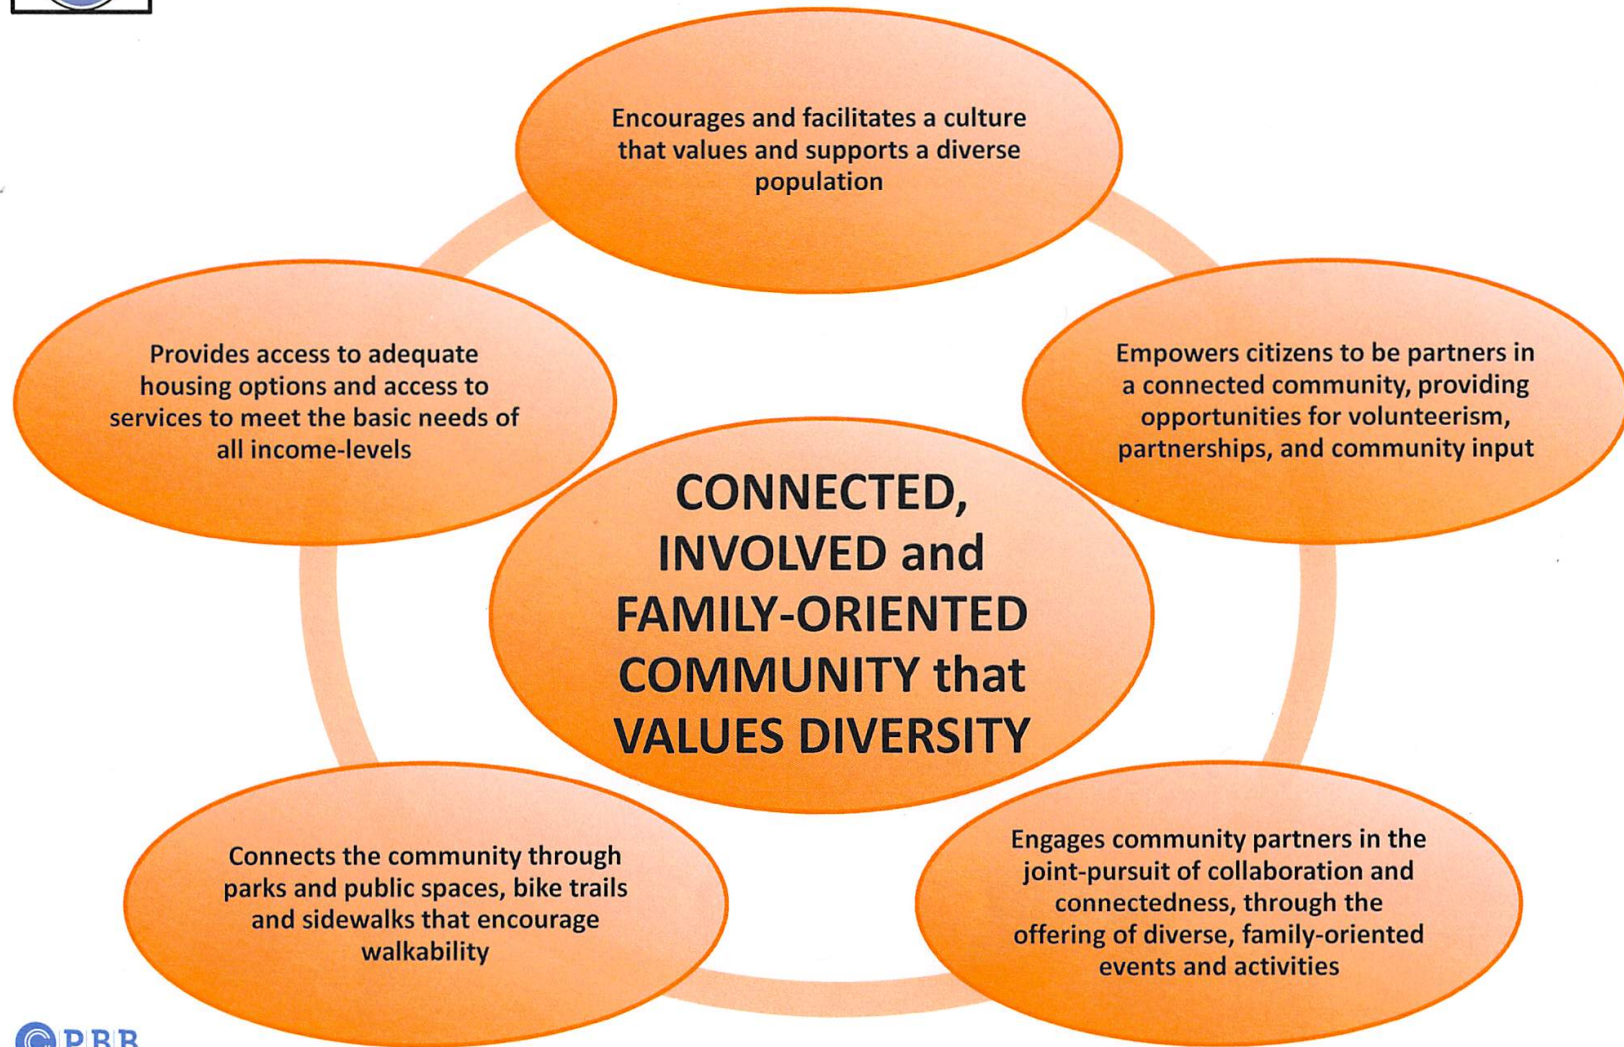 Encourages and facilitates a culture
that values and supports a diverse
population
Provides access to adequate
housing options and access to
services to meet the basic needs of
all income-levels
Empowers citizens to be partners in
a connected community, providing
opportunities for volunteerism,
partnerships, and community input
CONNECTED,
INVOLVED and
FAMILY-ORIENTED
COMMUNITY that
VALUES DIVERSITY
Connects the community through
parks and public spaces, bike trails
and sidewalks that encourage
walkability
Engages community partners in the
joint-pursuit of collaboration and
connectedness, through the
offering of diverse, family-oriented
events and activities
PBB